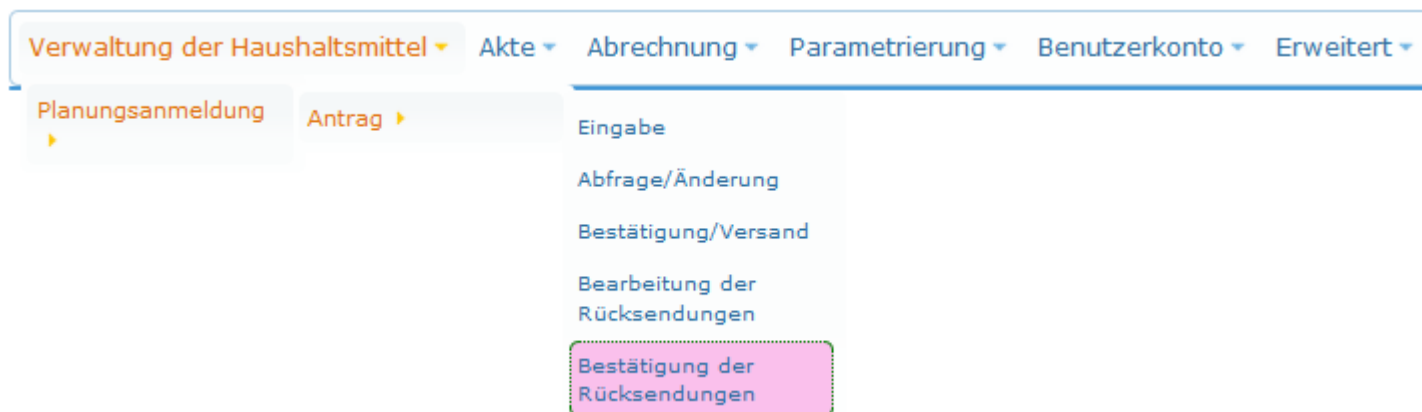 Verwaltung der Haushaltsmittel Akte Abrechnung Parametrierung Benutzerkonto Erweitert
Planungsanmeldung
Antrag
Eingabe
Abfrage/Änderung
Bestätigung/Versand
Bearbeitung der
Rücksendungen
Bestätigung der
Rücksendungen